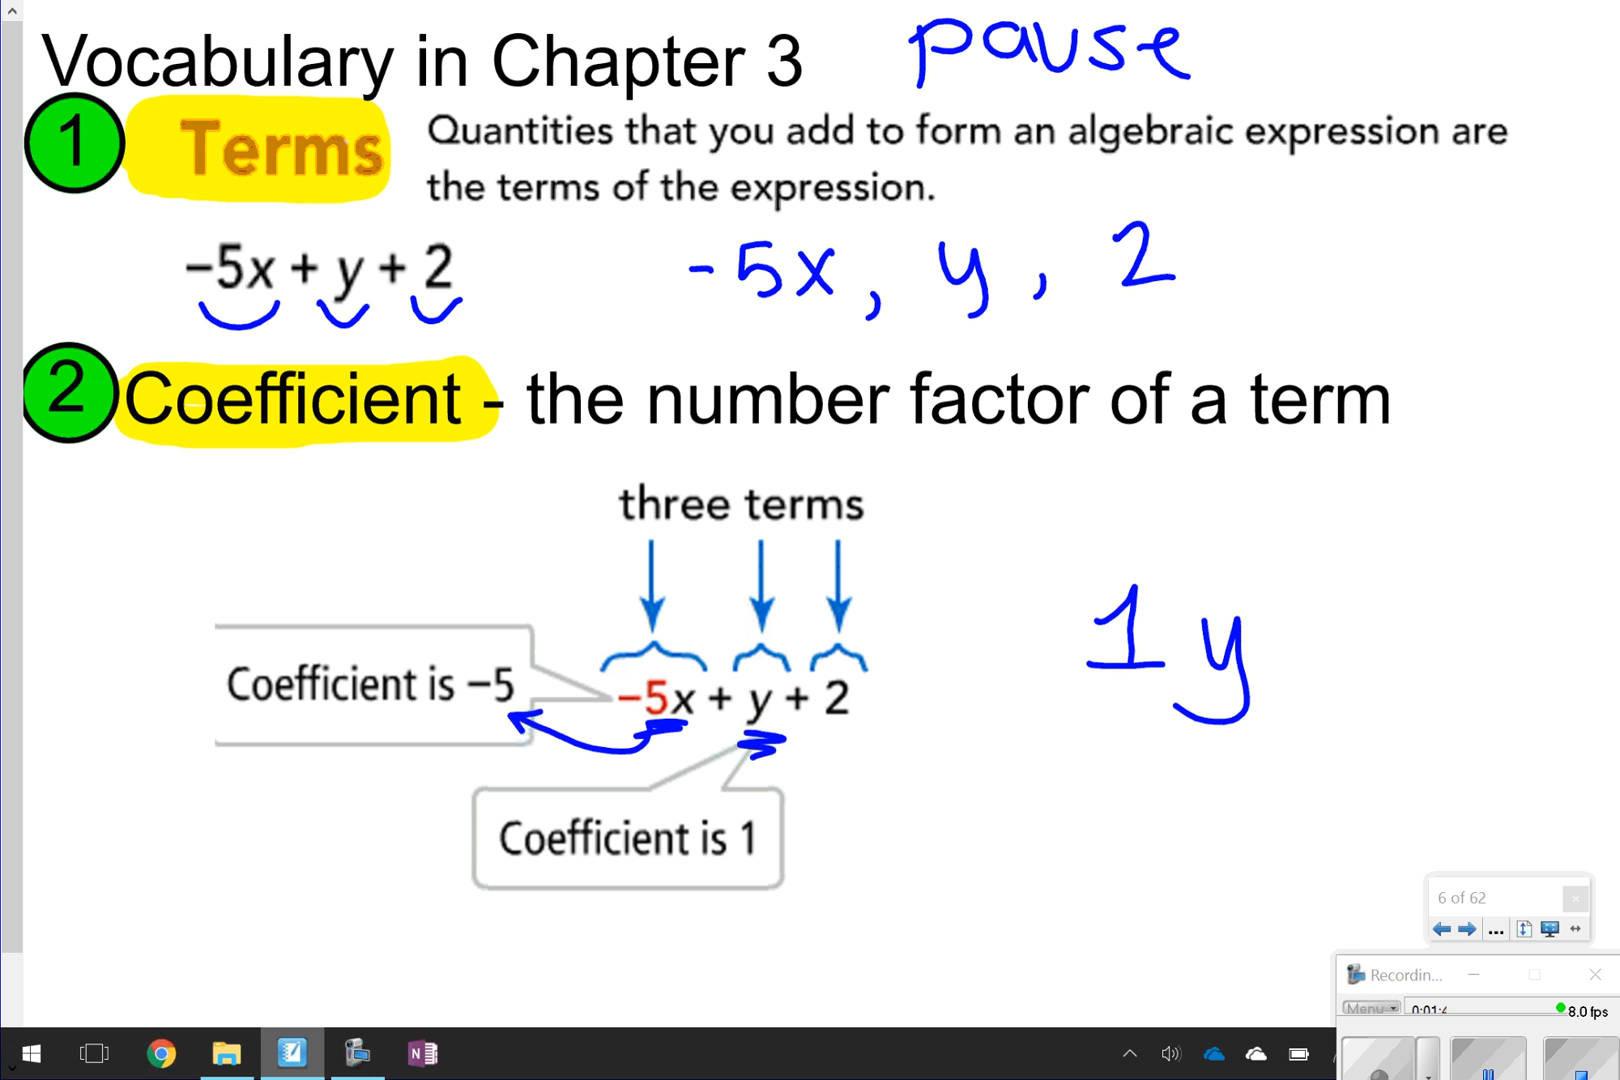 Vocabulary in Chapter 3 pause
1 Terms Quantities that you add to form an algebraic expression are
the terms of the expression.
−5x + y + 2 -5x, y, 2
2 Coefficient - the number factor of a term
three terms
1y
Coefficient is −5 −5x + y + 2
Coefficient is 1
6 of 62
...
Recordin...
Menu
8.0 fps
N